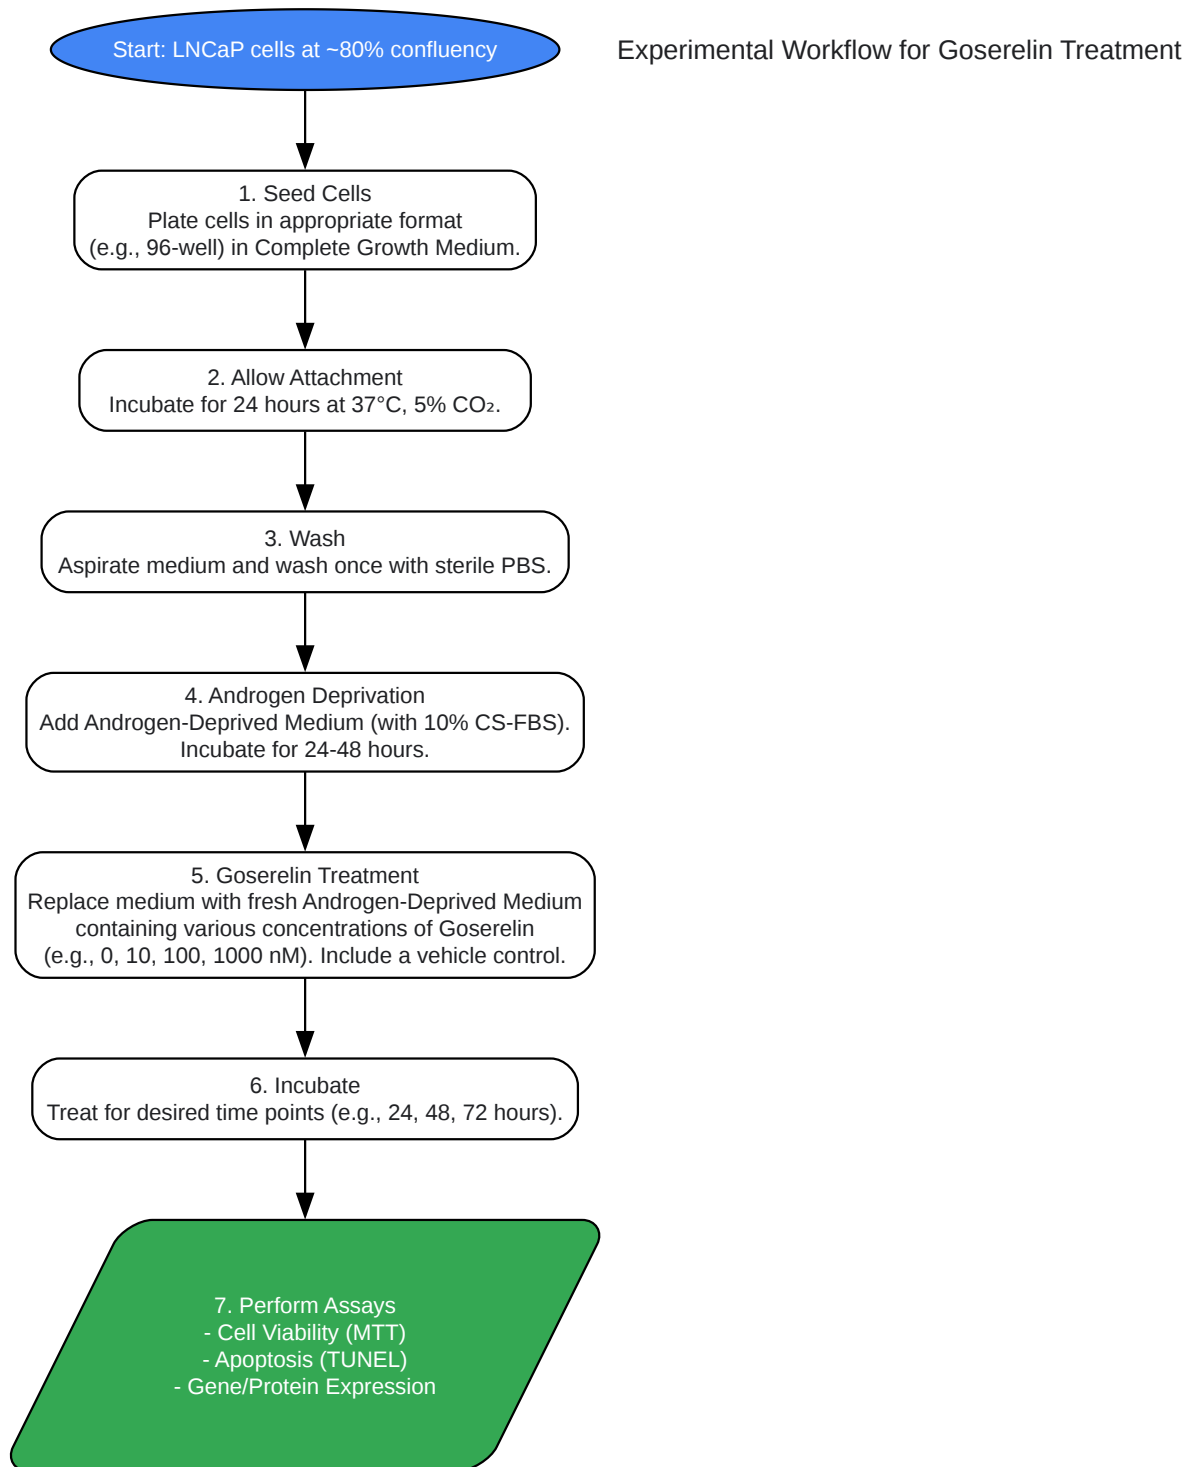 Start: LNCaP cells at ~80% confluency
Experimental Workflow for Goserelin Treatment
1. Seed Cells
Plate cells in appropriate format
(e.g., 96-well) in Complete Growth Medium.
2. Allow Attachment
Incubate for 24 hours at 37°C, 5% CO₂.
3. Wash
Aspirate medium and wash once with sterile PBS.
4. Androgen Deprivation
Add Androgen-Deprived Medium (with 10% CS-FBS).
Incubate for 24-48 hours.
5. Goserelin Treatment
Replace medium with fresh Androgen-Deprived Medium
containing various concentrations of Goserelin
(e.g., 0, 10, 100, 1000 nM). Include a vehicle control.
6. Incubate
Treat for desired time points (e.g., 24, 48, 72 hours).
7. Perform Assays
- Cell Viability (MTT)
- Apoptosis (TUNEL)
- Gene/Protein Expression